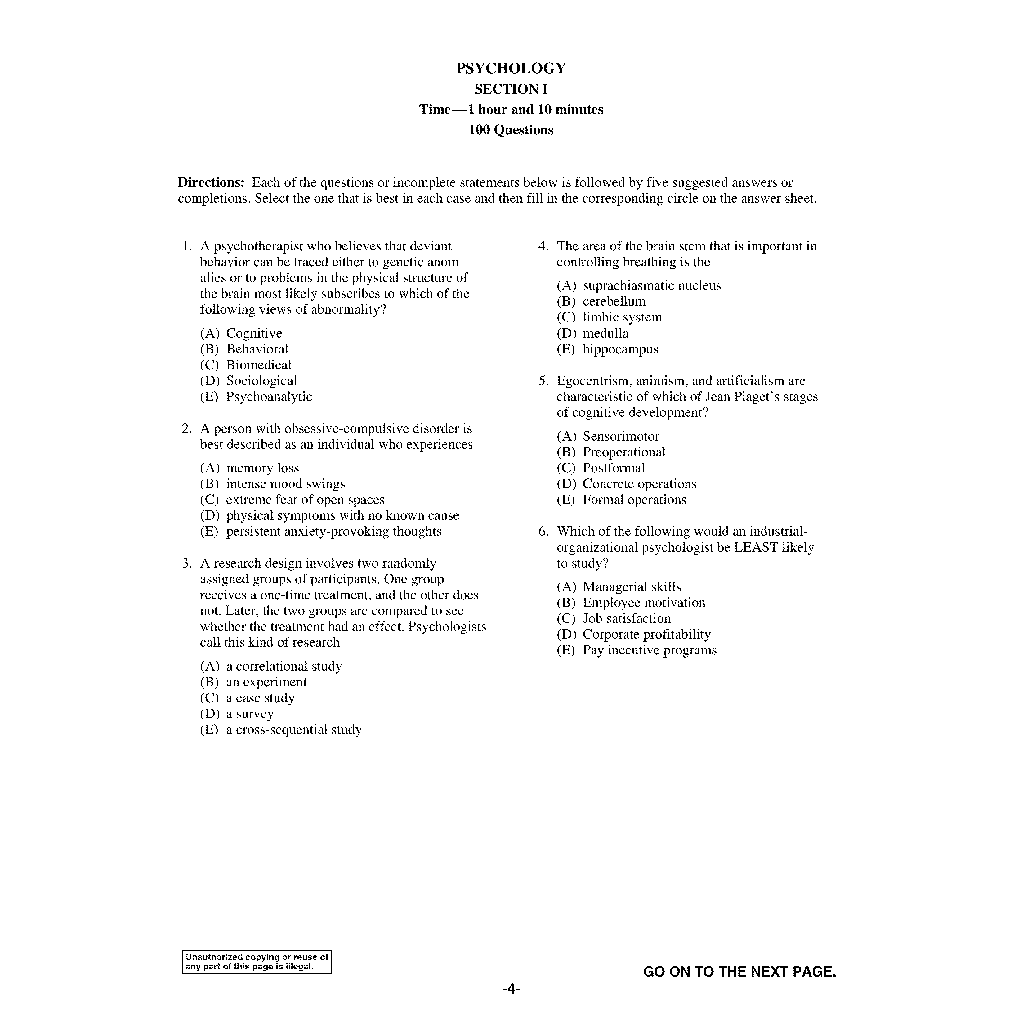 PSYCHOLOGY
SECTION I
Time—1 hour and 10 minutes
100 Questions
Directions: Each of the questions or incomplete statements below is followed by five suggested answers or
completions. Select the one that is best in each case and then fill in the corresponding circle on the answer sheet.
1. A psychotherapist who believes that deviant
behavior can be traced either to genetic anom
alies or to problems in the physical structure of
the brain most likely subscribes to which of the
following views of abnormality?
(A) Cognitive
(B) Behavioral
(C) Biomedical
(D) Sociological
(E) Psychoanalytic
2. A person with obsessive-compulsive disorder is
best described as an individual who experiences
(A) memory loss
(B) intense mood swings
(C) extreme fear of open spaces
(D) physical symptoms with no known cause
(E) persistent anxiety-provoking thoughts
3. A research design involves two randomly
assigned groups of participants. One group
receives a one-time treatment, and the other does
not. Later, the two groups are compared to see
whether the treatment had an effect. Psychologists
call this kind of research
(A) a correlational study
(B) an experiment
(C) a case study
(D) a survey
(E) a cross-sequential study
4. The area of the brain stem that is important in
controlling breathing is the
(A) suprachiasmatic nucleus
(B) cerebellum
(C) limbic system
(D) medulla
(E) hippocampus
5. Egocentrism, animism, and artificialism are
characteristic of which of Jean Piaget's stages
of cognitive development?
(A) Sensorimotor
(B) Preoperational
(C) Postformal
(D) Concrete operations
(E) Formal operations
6. Which of the following would an industrial-
organizational psychologist be LEAST likely
to study?
(A) Managerial skills
(B) Employee motivation
(C) Job satisfaction
(D) Corporate profitability
(E) Pay incentive programs
Unauthorized copying or reuse of
any part of this page is illegal.
GO ON TO THE NEXT PAGE.
-4-